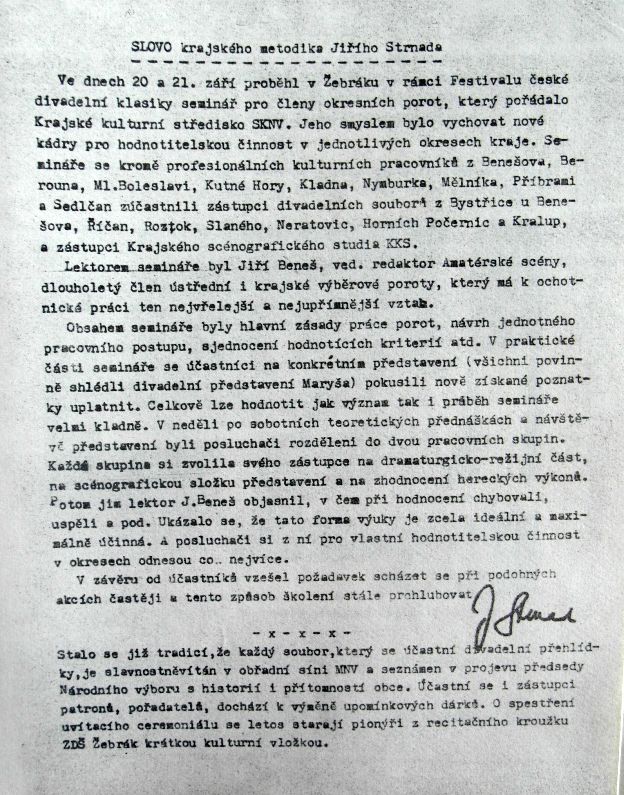 SLOVO krajského metodika Jiřího Strnada
Ve dnech 20 a 21. září proběhl v Žebráku v rámci Festivalu české
divadelní klasiky seminář pro členy okresních porot, který pořádalo
Krajské kulturní středisko SKNV. Jeho smyslem bylo vychovat nové
kádry pro hodnotitelskou činnost v jednotlivých okresech kraje. Se-
mináře se kromě profesionálních kulturních pracovníků z Benešova, Be-
rouna, Ml.Boleslavi, Kutné Hory, Kladna, Nymburka, Mělníka, Příbrami
a Sedlčan zúčastnili zástupci divadelních souborů z Bystřice u Bene-
šova, Říčan, Roztok, Slaného, Neratovic, Horních Počernic a Kralup,
a zástupci Krajského scénografického studia KKS.
Lektorem semináře byl Jiří Beneš, ved. redaktor Amatérské scény,
dlouholetý člen ústřední i krajské výběrové poroty, který má k ochot-
nické práci ten nejvřelejší a nejupřímnější vztah.
Obsahem semináře byly hlavní zásady práce porot, návrh jednotného
pracovního postupu, sjednocení hodnotících kriterií atd. V praktické
části semináře se účastníci na konkrétním představení (všichni povin-
ně shlédli divadelní představení Maryša) pokusili nově získané poznat-
ky uplatnit. Celkově lze hodnotit jak význam tak i průběh semináře
velmi kladně. V neděli po sobotních teoretických přednáškách a návště-
vě představení byli posluchači rozděleni do dvou pracovních skupin.
Každá skupina si zvolila svého zástupce na dramaturgicko-režijní část,
na scénografickou složku představení a na zhodnocení hereckých výkonů.
Potom jim lektor J.Beneš objasnil, v čem při hodnocení chybovali,
uspěli a pod. Ukázalo se, že tato forma výuky je zcela ideální a maxi-
málně účinná. A posluchači si z ní pro vlastní hodnotitelskou činnost
v okresech odnesou co.. nejvíce.
V závěru od účastníků vzešel požadavek scházet se při podobných
akcích častěji a tento způsob školení stále prohlubovat
J Strnad
- x - x - x -
Stalo se již tradicí,že každý soubor,který se účastní divadelní přehlíd-
ky,je slavnostněvítán v obřadní síni MNV a seznámen v projevu předsedy
Národního výboru s historií i přítomností obce. Účastní se i zástupci
patronů, pořadatelů, dochází k výměně upomínkových dárků. O spestření
uvítacího ceremoniálu se letos starají pionýři z recitačního kroužku
ZDŠ Žebrák krátkou kulturní vložkou.